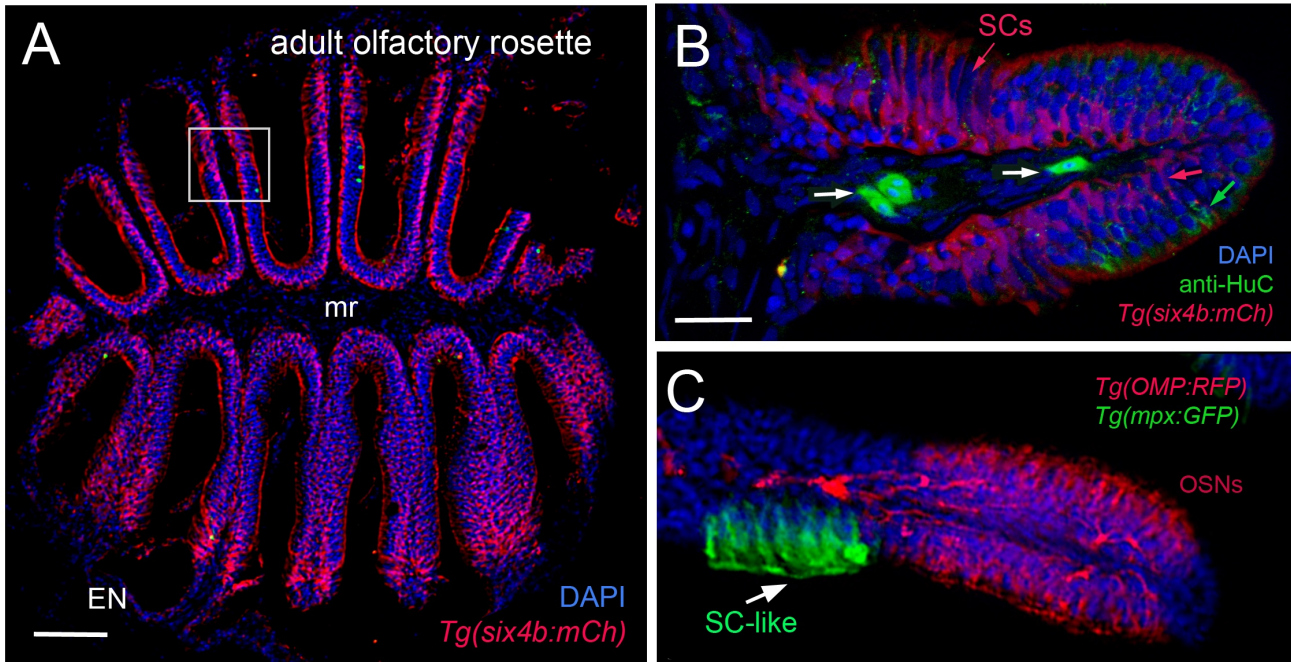 A
adult olfactory rosette
mr
EN
DAPI
Tg(six4b:mCh)
B
SCs
DAPI
anti-HuC
Tg(six4b:mCh)
C
Tg(OMP:RFP)
Tg(mpx:GFP)
OSNs
SC-like